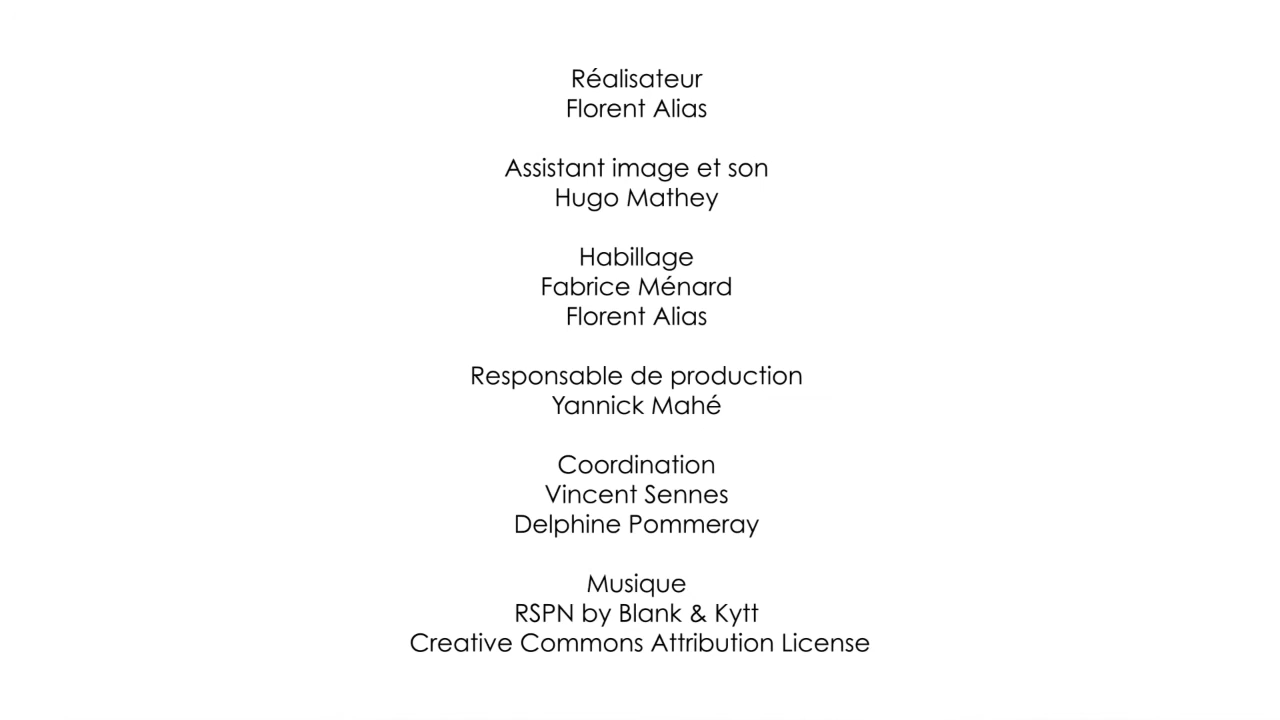 Réalisateur
Florent Alias
Assistant image et son
Hugo Mathey
Habillage
Fabrice Ménard
Florent Alias
Responsable de production
Yannick Mahé
Coordination
Vincent Sennes
Delphine Pommeray
Musique
RSPN by Blank & Kytt
Creative Commons Attribution License